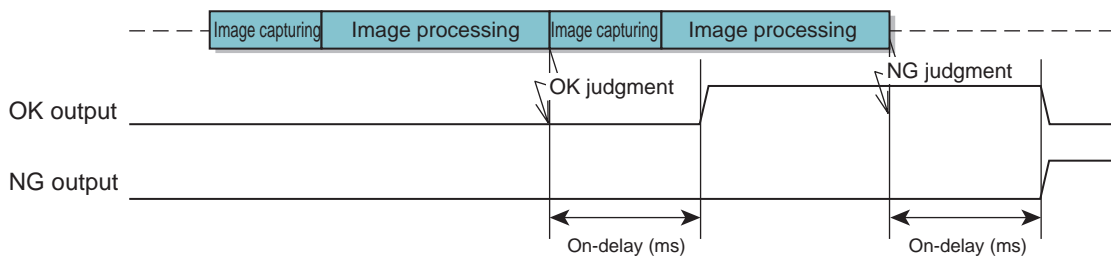 Image capturing Image processing Image capturing Image processing
OK judgment
NG judgment
OK output
NG output
On-delay (ms)
On-delay (ms)